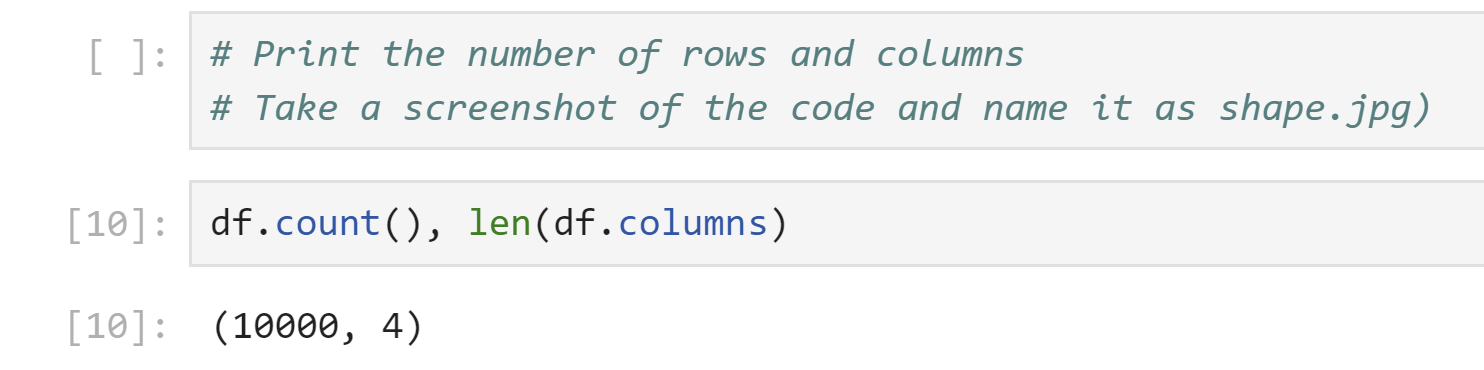 [ ]: # Print the number of rows and columns
# Take a screenshot of the code and name it as shape.jpg)
[10]: df.count(), len(df.columns)
[10]: (10000, 4)